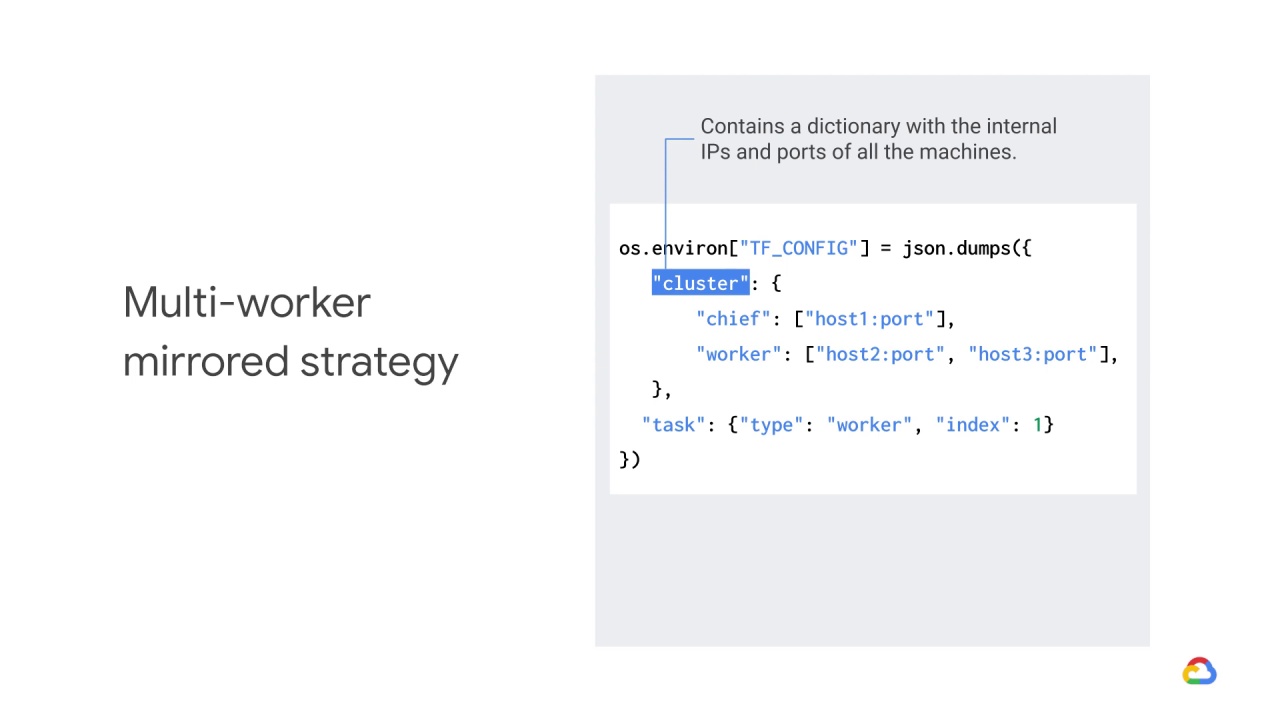 Multi-worker
mirrored strategy
Contains a dictionary with the internal
IPs and ports of all the machines.
os.environ["TF_CONFIG"] = json.dumps({
"cluster": {
"chief": ["host1:port"],
"worker": ["host2:port", "host3:port"],
},
"task": {"type": "worker", "index": 1}
})